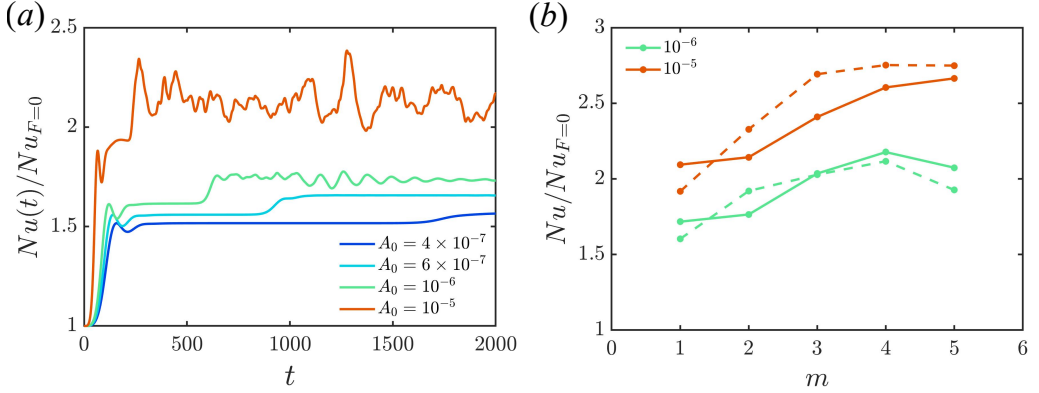 (a)
2.5
2
1.5
1
Nu(t)/Nu_{F=0}
A_0 = 4 × 10^{-7}
A_0 = 6 × 10^{-7}
A_0 = 10^{-6}
A_0 = 10^{-5}
0 500 1000 1500 2000
t
(b)
3
2.5
2
1.5
1
Nu/Nu_{F=0}
10^{-6}
10^{-5}
0 1 2 3 4 5 6
m